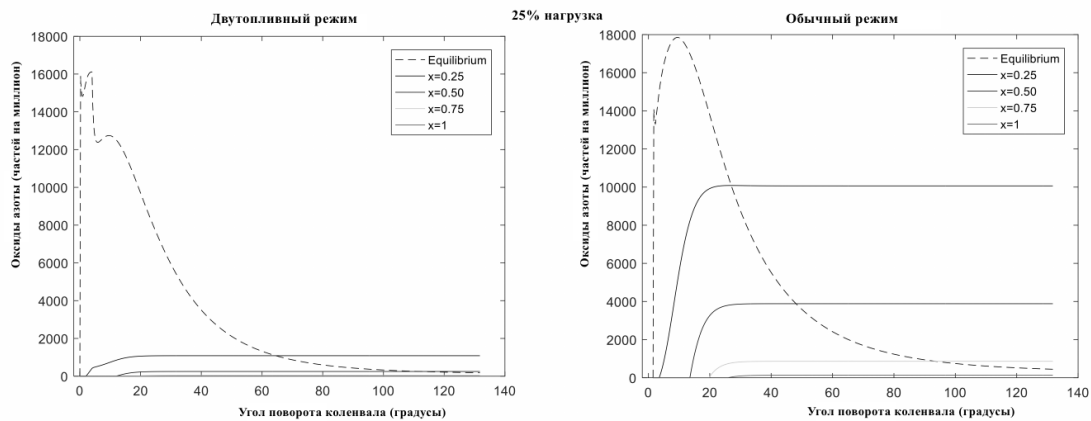 25% нагрузка
Двутопливный режим
Оксиды азоты (частей на миллион)
18000
16000
14000
12000
10000
8000
6000
4000
2000
0
0 20 40 60 80 100 120 140
Угол поворота коленвала (градусы)
Equilibrium
x=0.25
x=0.50
x=0.75
x=1
Обычный режим
Оксиды азоты (частей на миллион)
18000
16000
14000
12000
10000
8000
6000
4000
2000
0
0 20 40 60 80 100 120 140
Угол поворота коленвала (градусы)
Equilibrium
x=0.25
x=0.50
x=0.75
x=1